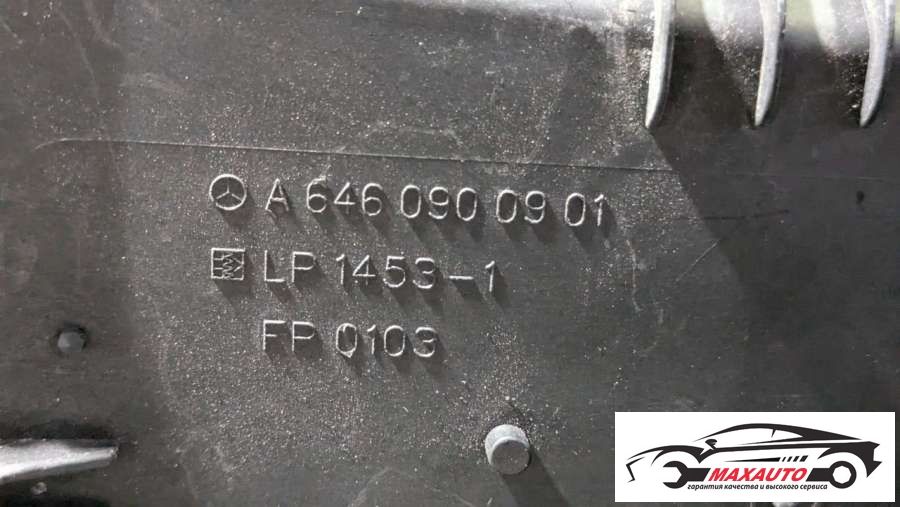 A 646 090 09 01
LP 1453-1
FP 0103
MAXAUTO
гарантия качества и высокого сервиса